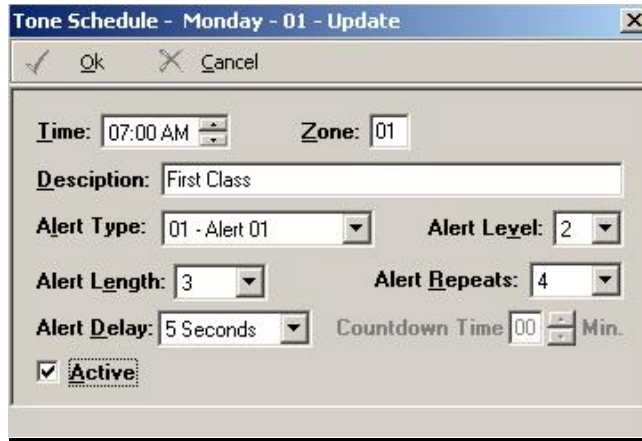 Tone Schedule - Monday - 01 - Update
Ok Cancel
Time: 07:00 AM Zone: 01
Desciption: First Class
Alert Type: 01 - Alert 01 Alert Level: 2
Alert Length: 3 Alert Repeats: 4
Alert Delay: 5 Seconds Countdown Time 00 Min.
Active